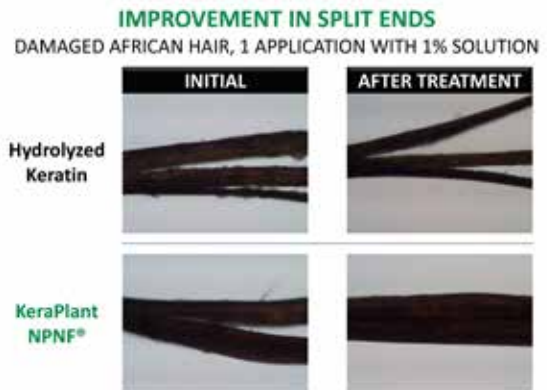 IMPROVEMENT IN SPLIT ENDS
DAMAGED AFRICAN HAIR, 1 APPLICATION WITH 1% SOLUTION
INITIAL
AFTER TREATMENT
Hydrolyzed
Keratin
KeraPlant
NPNF®